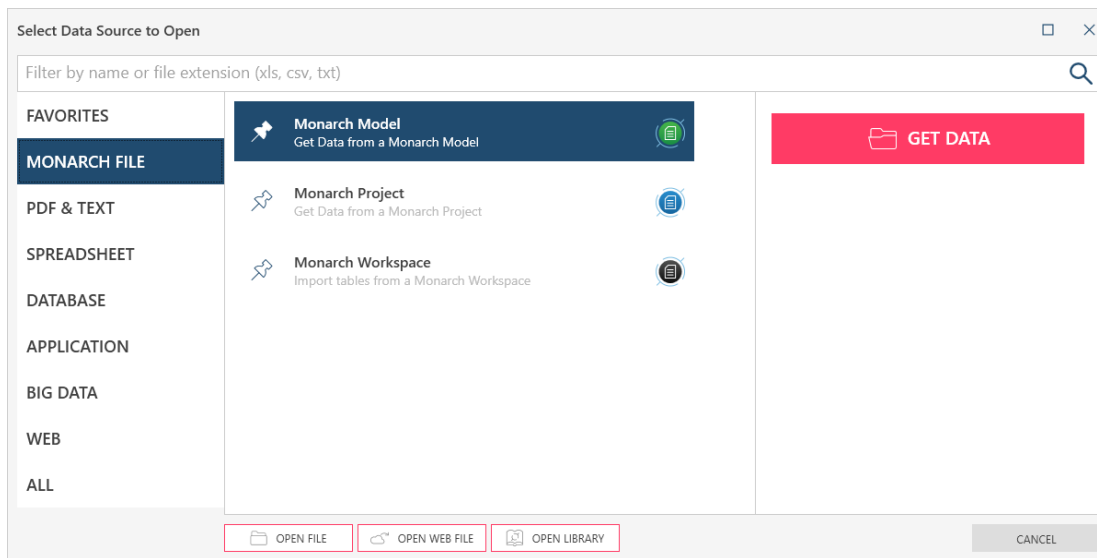 Select Data Source to Open
Filter by name or file extension (xls, csv, txt)
FAVORITES
MONARCH FILE
PDF & TEXT
SPREADSHEET
DATABASE
APPLICATION
BIG DATA
WEB
ALL
Monarch Model
Get Data from a Monarch Model
Monarch Project
Get Data from a Monarch Project
Monarch Workspace
Import tables from a Monarch Workspace
GET DATA
OPEN FILE
OPEN WEB FILE
OPEN LIBRARY
CANCEL